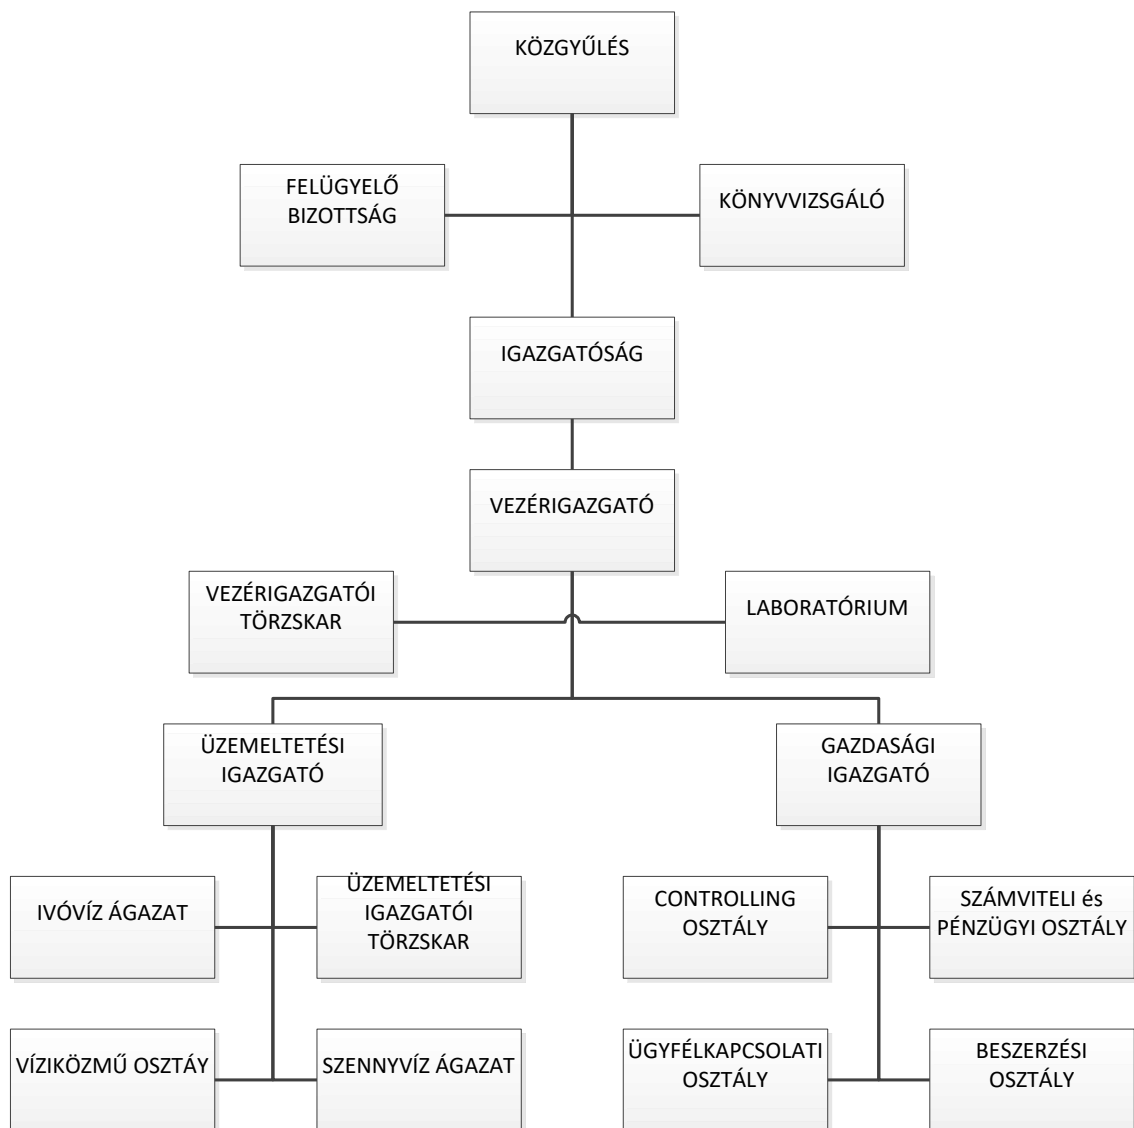 KÖZGYŰLÉS
FELÜGYELŐ
BIZOTTSÁG
KÖNYVVIZSGÁLÓ
IGAZGATÓSÁG
VEZÉRIGAZGATÓ
VEZÉRIGAZGATÓI
TÖRZSKAR
LABORATÓRIUM
ÜZEMELTETÉSI
IGAZGATÓ
GAZDASÁGI
IGAZGATÓ
IVÓVÍZ ÁGAZAT
ÜZEMELTETÉSI
IGAZGATÓI
TÖRZSKAR
CONTROLLING
OSZTÁLY
SZÁMVITELI és
PÉNZÜGYI OSZTÁLY
VÍZIKÖZMŰ OSZTÁY
SZENNYVÍZ ÁGAZAT
ÜGYFÉLKAPCSOLATI
OSZTÁLY
BESZERZÉSI
OSZTÁLY